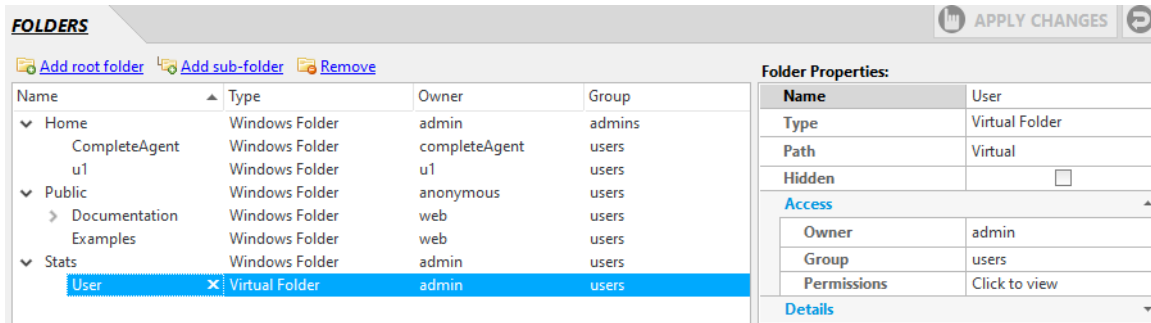 FOLDERS
APPLY CHANGES
Add root folder Add sub-folder Remove
Name Type Owner Group
Home Windows Folder admin admins
CompleteAgent Windows Folder completeAgent users
u1 Windows Folder u1 users
Public Windows Folder anonymous users
Documentation Windows Folder web users
Examples Windows Folder web users
Stats Windows Folder admin users
User Virtual Folder admin users
Folder Properties:
Name User
Type Virtual Folder
Path Virtual
Hidden
Access
Owner admin
Group users
Permissions Click to view
Details